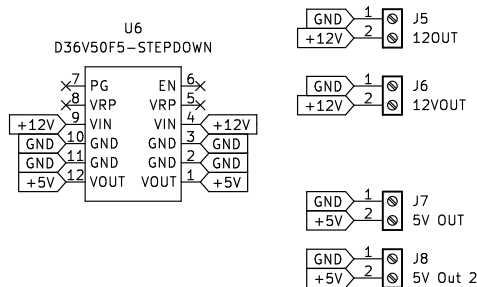 U6
D36V50F5-STEPDOWN
7 PG EN 6
8 VRP VRP 5
+12V 9 VIN VIN 4 +12V
GND 10 GND GND 3 GND
GND 11 GND GND 2 GND
+5V 12 VOUT VOUT 1 +5V
GND 1 J5
+12V 2 12OUT
GND 1 J6
+12V 2 12VOUT
GND 1 J7
+5V 2 5V OUT
GND 1 J8
+5V 2 5V Out 2